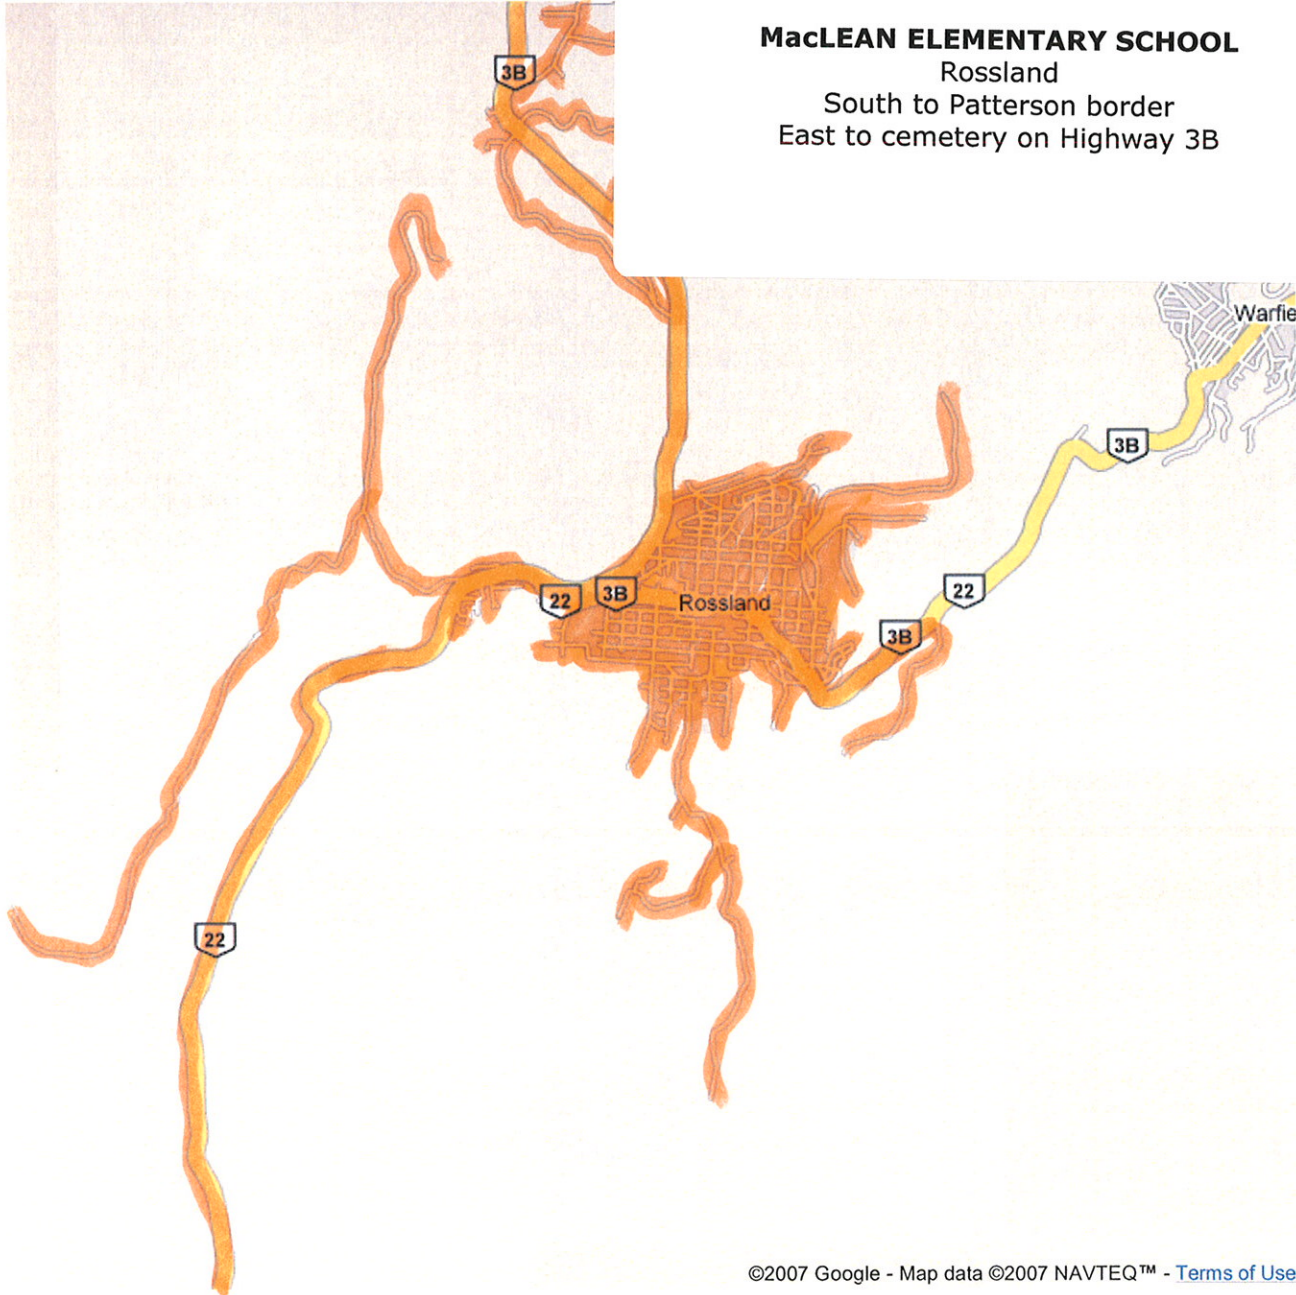 MacLEAN ELEMENTARY SCHOOL
Rossland
South to Patterson border
East to cemetery on Highway 3B
3B
Warfie
3B
22
22
3B
Rossland
3B
22
©2007 Google - Map data ©2007 NAVTEQ™ - Terms of Use